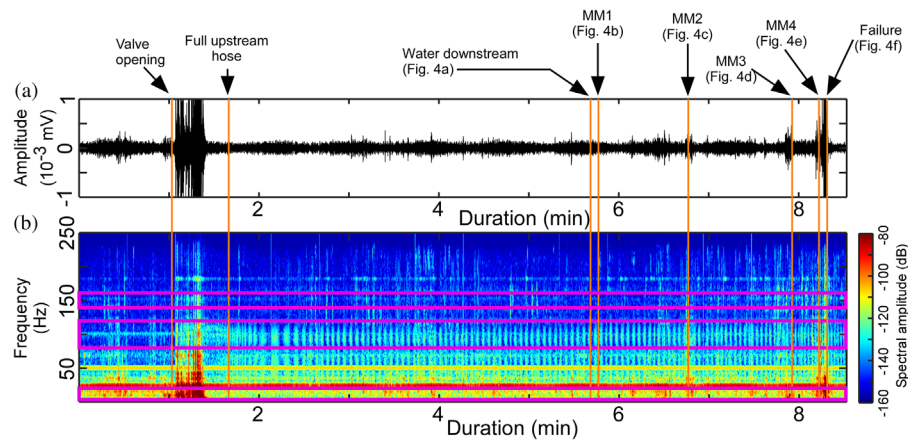 Valve
opening
Full upstream
hose
Water downstream
(Fig. 4a)
MM1
(Fig. 4b)
MM2
(Fig. 4c)
MM3
(Fig. 4d)
MM4
(Fig. 4e)
Failure
(Fig. 4f)
(a)
Amplitude
(10⁻³ mV)
1
0
-1
2
4
6
8
Duration (min)
(b)
Frequency
(Hz)
250
150
50
2
4
6
8
Duration (min)
-80
-100
-120
-140
-160
Spectral amplitude (dB)